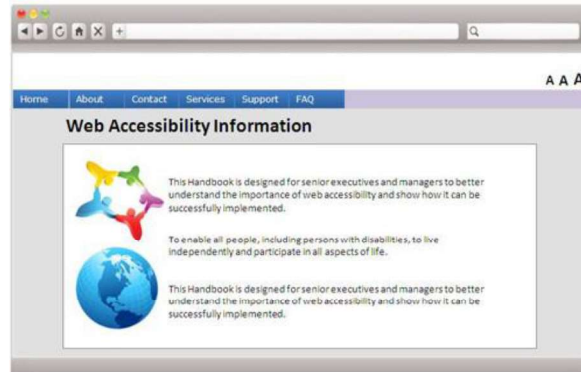 A A A
Home About Contact Services Support FAQ
Web Accessibility Information
This Handbook is designed for senior executives and managers to better
understand the importance of web accessibility and show how it can be
successfully implemented.
To enable all people, including persons with disabilities, to live
independently and participate in all aspects of life.
This Handbook is designed for senior executives and managers to better
understand the importance of web accessibility and show how it can be
successfully implemented.